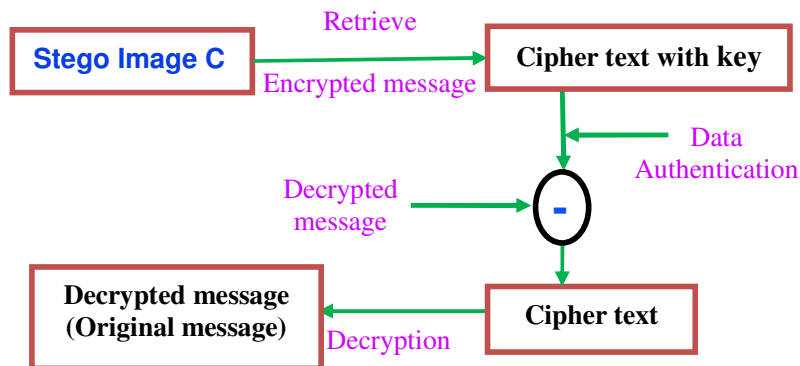 Retrieve
Stego Image C
Encrypted message
Cipher text with key
Data
Authentication
Decrypted
message
-
Decrypted message
(Original message)
Decryption
Cipher text